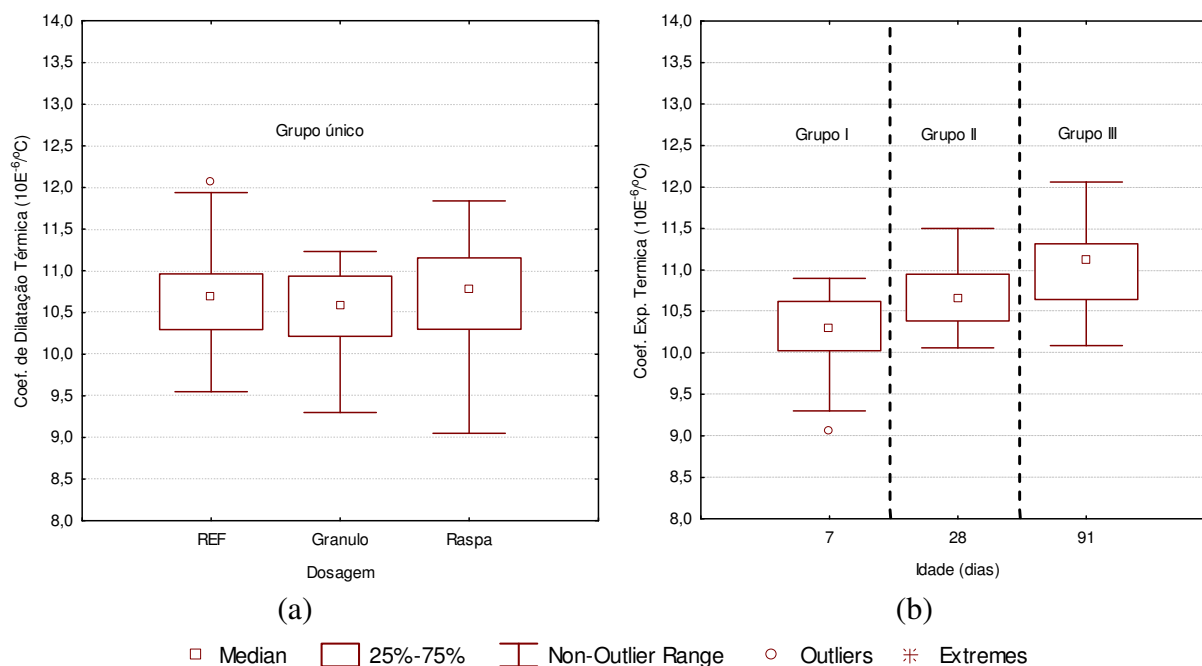 14,0
13,5
13,0
12,5
12,0
11,5
11,0
10,5
10,0
9,5
9,0
8,5
8,0
Coef. de Dilatação Térmica (10E⁻⁶/ºC)
Grupo único
REF Granulo Raspa
Dosagem
(a)
14,0
13,5
13,0
12,5
12,0
11,5
11,0
10,5
10,0
9,5
9,0
8,5
8,0
Coef. Exp. Termica (10E⁻⁶/ºC)
Grupo I Grupo II Grupo III
7 28 91
Idade (dias)
(b)
Median 25%-75% Non-Outlier Range Outliers Extremes